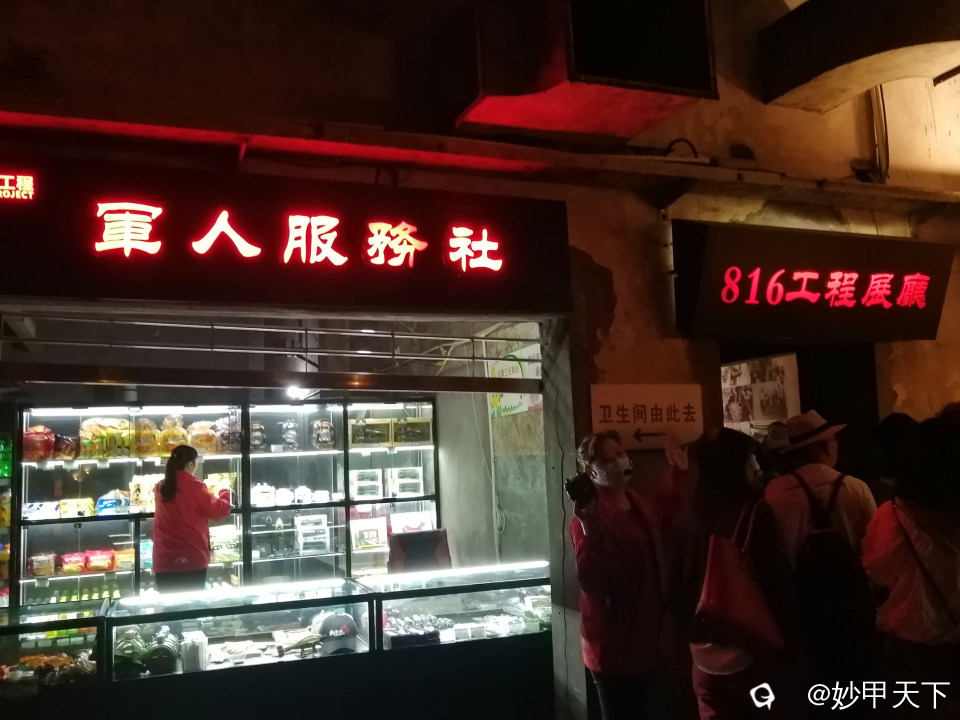 工程
ROJECT
軍人服務社
816工程展廳
卫生间由此去
@妙甲天下